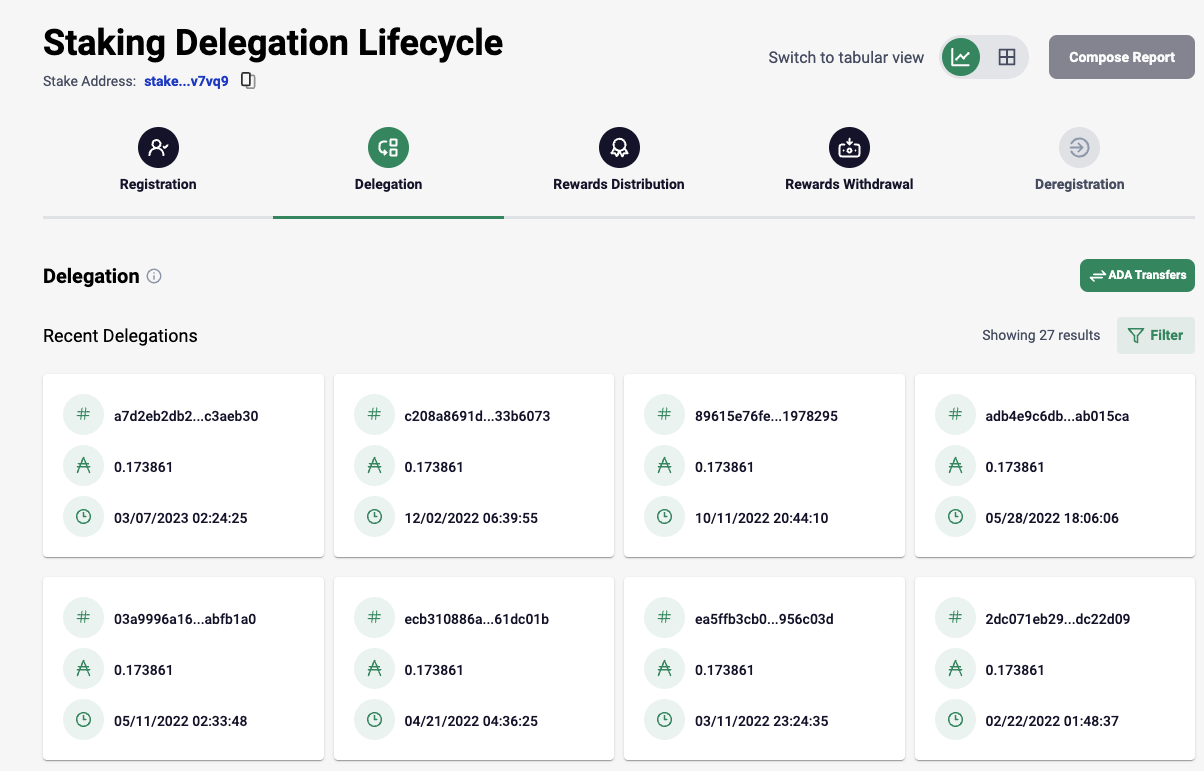 Staking Delegation Lifecycle
Stake Address: stake...v7vq9
Switch to tabular view
Compose Report
Registration
Delegation
Rewards Distribution
Rewards Withdrawal
Deregistration
Delegation
ADA Transfers
Recent Delegations
Showing 27 results
Filter
a7d2eb2db2...c3aeb30
0.173861
03/07/2023 02:24:25
c208a8691d...33b6073
0.173861
12/02/2022 06:39:55
89615e76fe...1978295
0.173861
10/11/2022 20:44:10
adb4e9c6db...ab015ca
0.173861
05/28/2022 18:06:06
03a9996a16...abfb1a0
0.173861
05/11/2022 02:33:48
ecb310886a...61dc01b
0.173861
04/21/2022 04:36:25
ea5ffb3cb0...956c03d
0.173861
03/11/2022 23:24:35
2dc071eb29...dc22d09
0.173861
02/22/2022 01:48:37